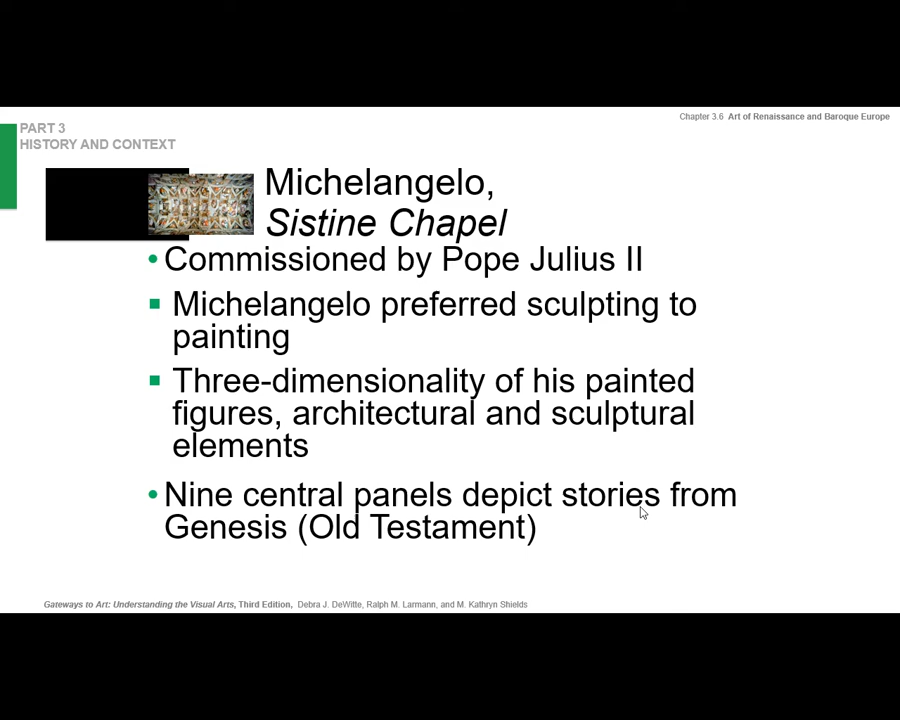 Chapter 3.6 Art of Renaissance and Baroque Europe
PART 3
HISTORY AND CONTEXT
Michelangelo,
Sistine Chapel
• Commissioned by Pope Julius II
▪ Michelangelo preferred sculpting to
painting
▪ Three-dimensionality of his painted
figures, architectural and sculptural
elements
• Nine central panels depict stories from
Genesis (Old Testament)
Gateways to Art: Understanding the Visual Arts, Third Edition, Debra J. DeWitte, Ralph M. Larmann, and M. Kathryn Shields